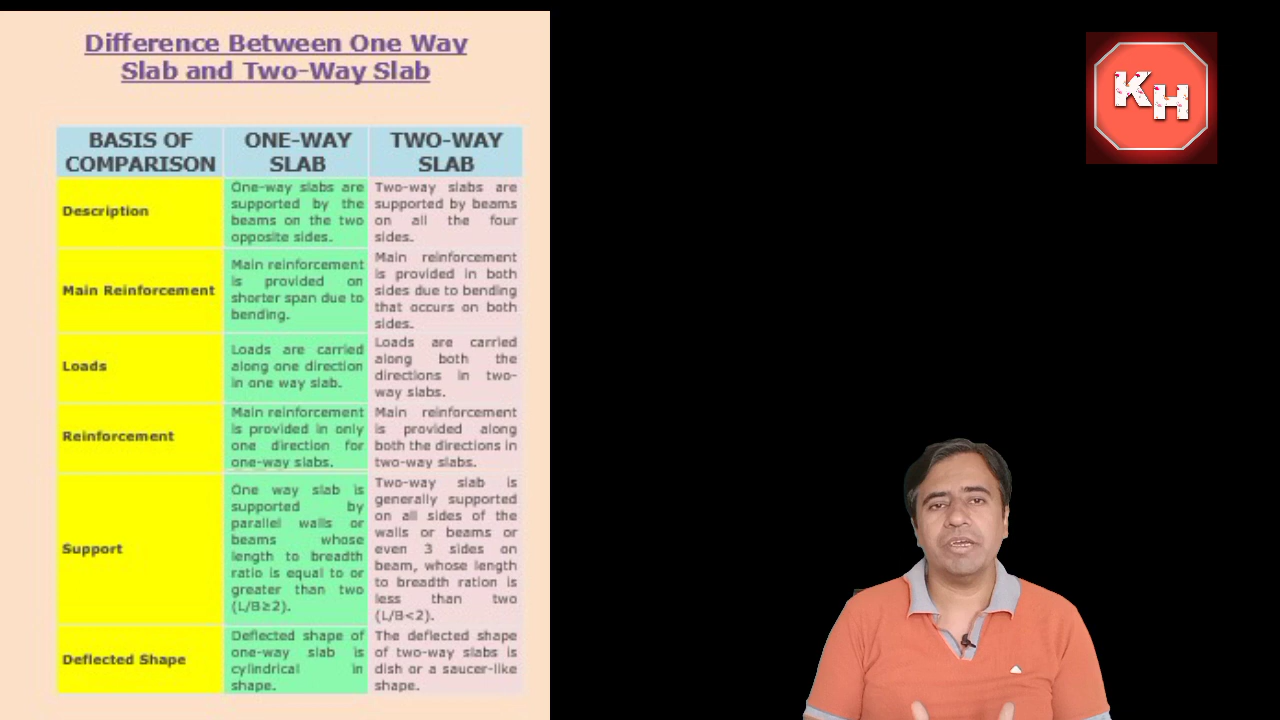 Difference Between One Way
Slab and Two-Way Slab
KH
BASIS OF
COMPARISON
ONE-WAY
SLAB
TWO-WAY
SLAB
Description
One-way slabs are
supported by the
beams on the two
opposite sides.
Two-way slabs are
supported by beams
on all the four
sides.
Main Reinforcement
Main reinforcement
is provided on
shorter span due to
bending.
Main reinforcement
is provided in both
sides due to bending
that occurs on both
sides.
Loads
Loads are carried
along one direction
in one way slab.
Loads are carried
along both the
directions in two-
way slabs.
Reinforcement
Main reinforcement
is provided in only
one direction for
one-way slabs.
Main reinforcement
is provided along
both the directions in
two-way slabs.
Support
One way slab is
supported by
parallel walls or
beams whose
length to breadth
ratio is equal to or
greater than two
(L/B≥2).
Two-way slab is
generally supported
on all sides of the
walls or beams or
even 3 sides on
beam, whose length
to breadth ration is
less than two
(L/B<2).
Deflected Shape
Deflected shape of
one-way slab is
cylindrical in
shape.
The deflected shape
of two-way slabs is
dish or a saucer-like
shape.